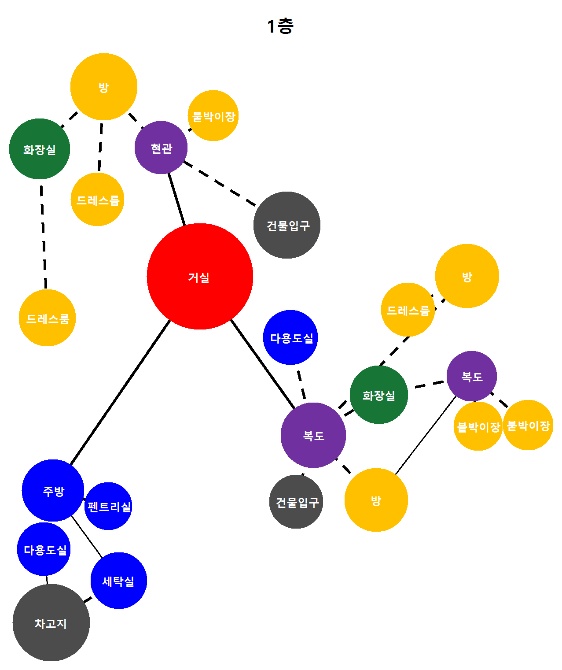 1층
방
붙박이장
화장실
현관
드레스룸
건물입구
거실
방
드레스룸
드레스룸
다용도실
복도
화장실
붙박이장
붙박이장
복도
주방
방
건물입구
펜트리실
다용도실
세탁실
차고지